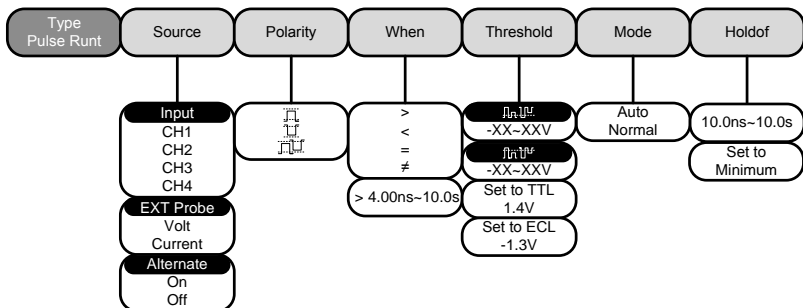 Type
Pulse Runt
Source
Polarity
When
Threshold
Mode
Holdof
Input
CH1
CH2
CH3
CH4
EXT Probe
Volt
Current
Alternate
On
Off
>
<
=
≠
> 4.00ns~10.0s
-XX~XXV
-XX~XXV
Set to TTL
1.4V
Set to ECL
-1.3V
Auto
Normal
10.0ns~10.0s
Set to
Minimum